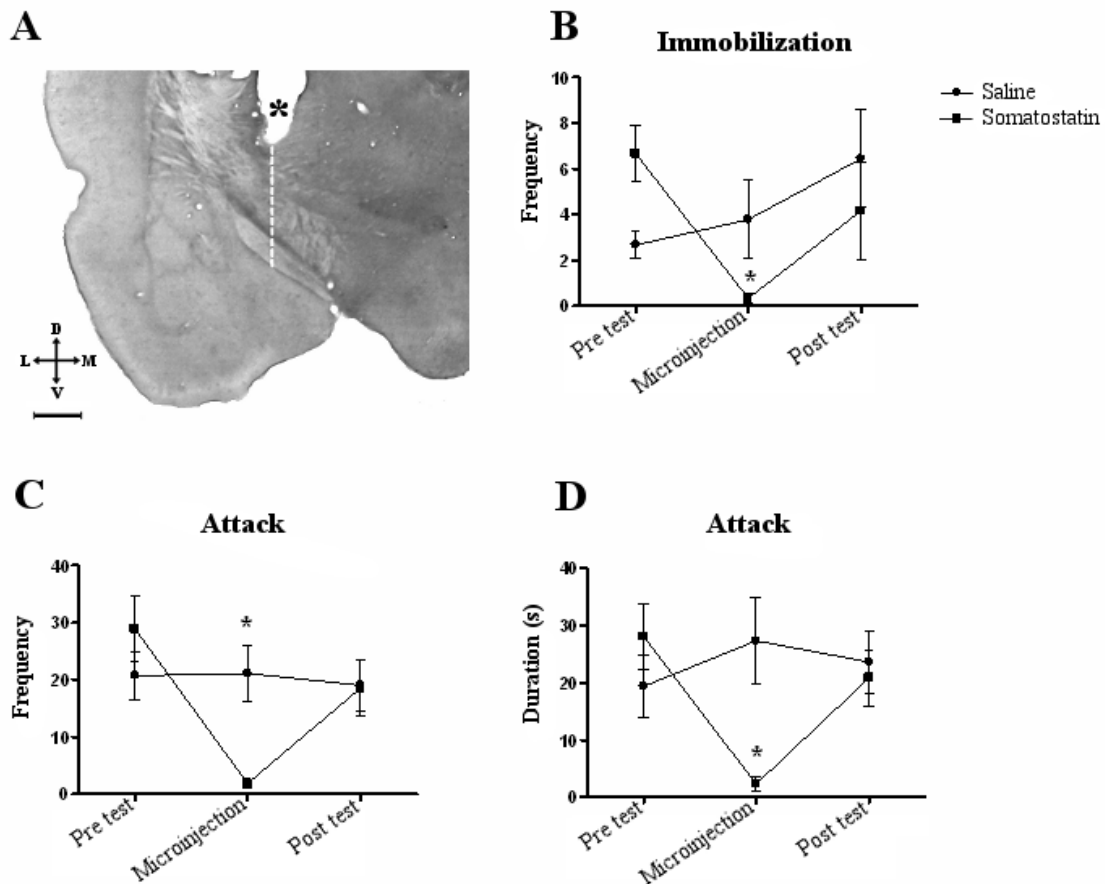 A
*
D
L M
V
B
Immobilization
Frequency
10
8
6
4
2
0
*
Pre test
Microinjection
Post test
Saline
Somatostatin
C
Attack
Frequency
40
30
20
10
0
*
Pre test
Microinjection
Post test
D
Attack
Duration (s)
40
30
20
10
0
*
Pre test
Microinjection
Post test